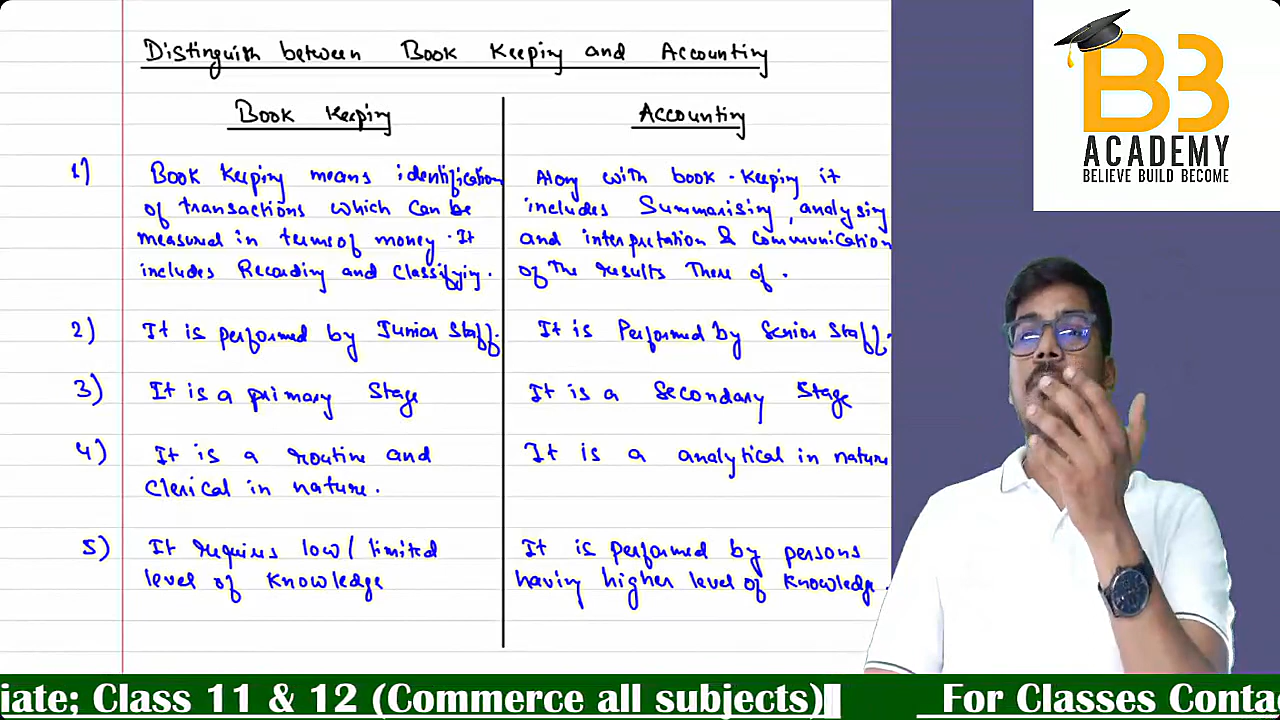 Distinguish between Book Keeping and Accounting
Book Keeping
Accounting
1)
Book Keeping means identification
of transactions which can be
measured in terms of money. It
includes Recording and Classifying.
Along with book-keeping it
includes Summarising, analysing
and interpretation & communication
of the results There of.
2)
It is performed by Junior Staff.
It is Performed by Senior Staff.
3)
It is a primary Stage
It is a Secondary Stage
4)
It is a routine and
Clerical in nature.
It is a analytical in nature
5)
It requires low/limited
level of Knowledge
It is performed by persons
having higher level of Knowledge.
B3
ACADEMY
BELIEVE BUILD BECOME
iate; Class 11 & 12 (Commerce all subjects) For Classes Conta